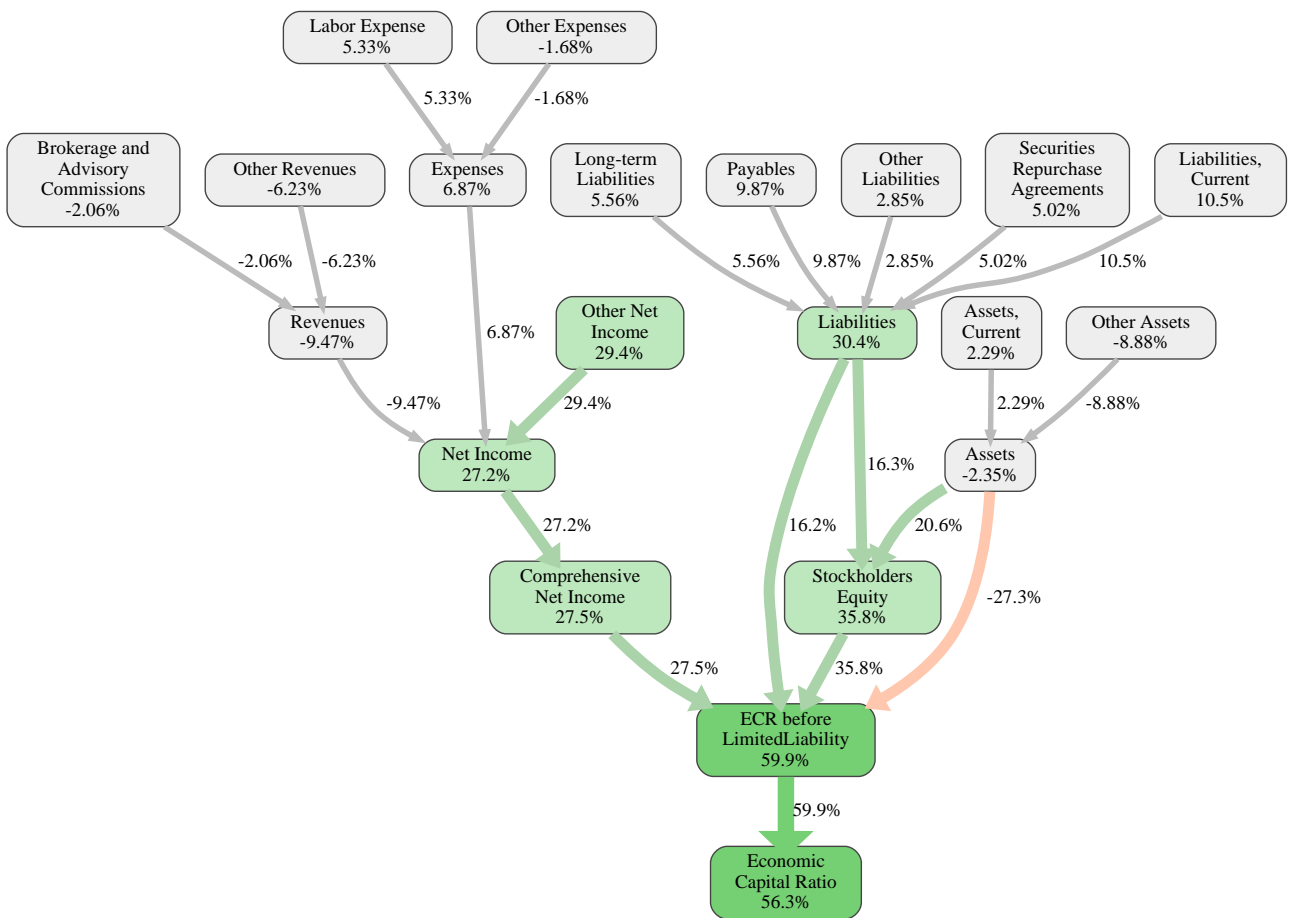 Labor Expense
5.33%
Other Expenses
-1.68%
5.33%
-1.68%
Brokerage and
Advisory
Commissions
-2.06%
Other Revenues
-6.23%
Expenses
6.87%
Long-term
Liabilities
5.56%
Payables
9.87%
Other
Liabilities
2.85%
Securities
Repurchase
Agreements
5.02%
Liabilities,
Current
10.5%
-2.06%
-6.23%
5.56%
9.87%
2.85%
5.02%
10.5%
Revenues
-9.47%
6.87%
Other Net
Income
29.4%
Liabilities
30.4%
Assets,
Current
2.29%
Other Assets
-8.88%
-9.47%
29.4%
2.29%
-8.88%
Net Income
27.2%
16.3%
Assets
-2.35%
27.2%
16.2%
20.6%
Comprehensive
Net Income
27.5%
Stockholders
Equity
35.8%
-27.3%
27.5%
35.8%
ECR before
LimitedLiability
59.9%
59.9%
Economic
Capital Ratio
56.3%